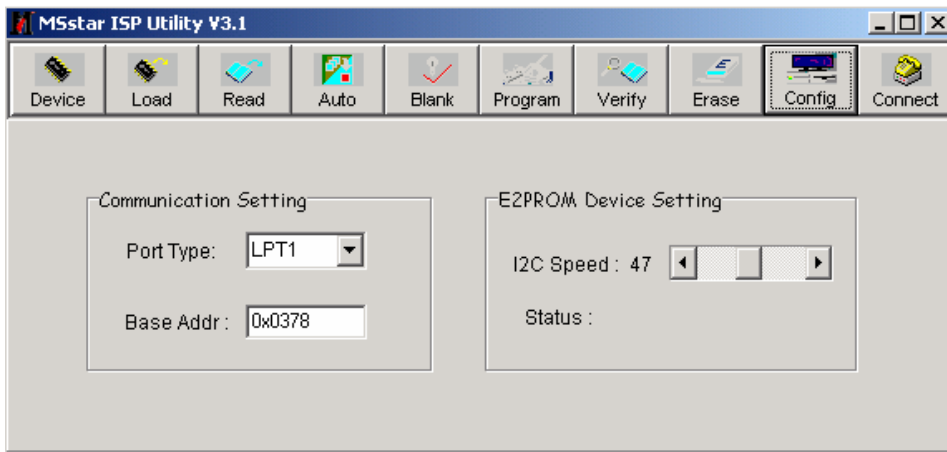 MSstar ISP Utility V3.1
Device Load Read Auto Blank Program Verify Erase Config Connect
Communication Setting
Port Type: LPT1
Base Addr : 0x0378
E2PROM Device Setting
I2C Speed : 47
Status :